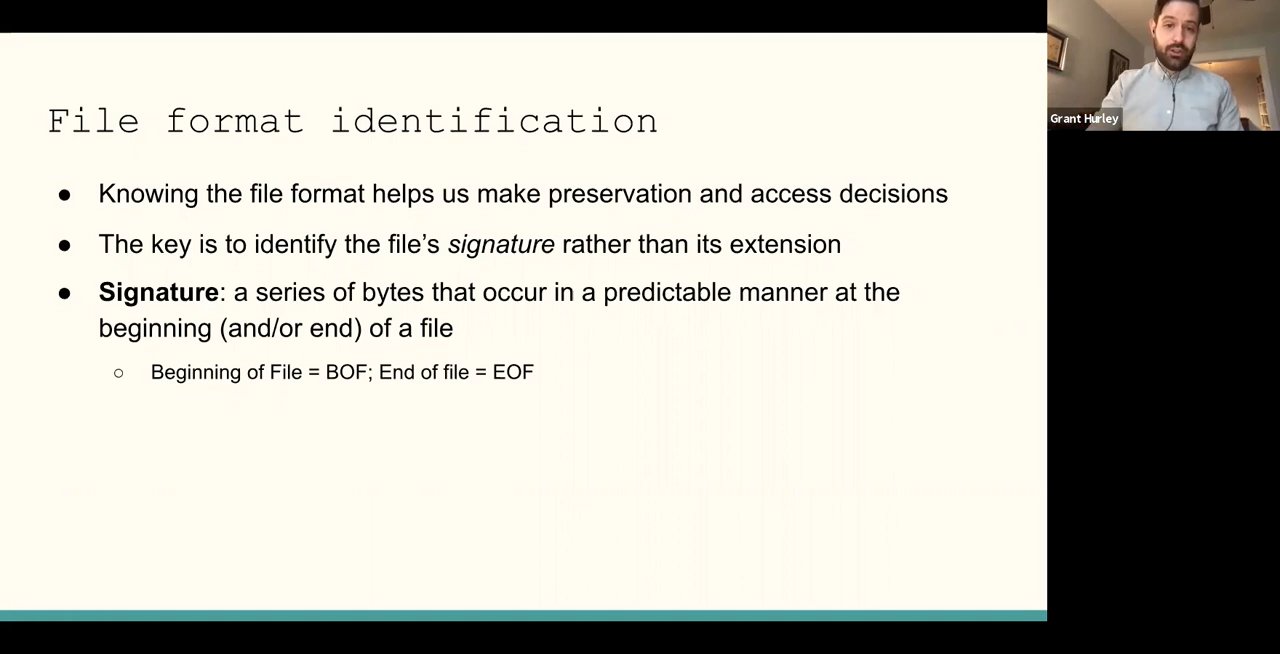 File format identification
● Knowing the file format helps us make preservation and access decisions
● The key is to identify the file’s signature rather than its extension
● Signature: a series of bytes that occur in a predictable manner at the
beginning (and/or end) of a file
○ Beginning of File = BOF; End of file = EOF
Grant Hurley